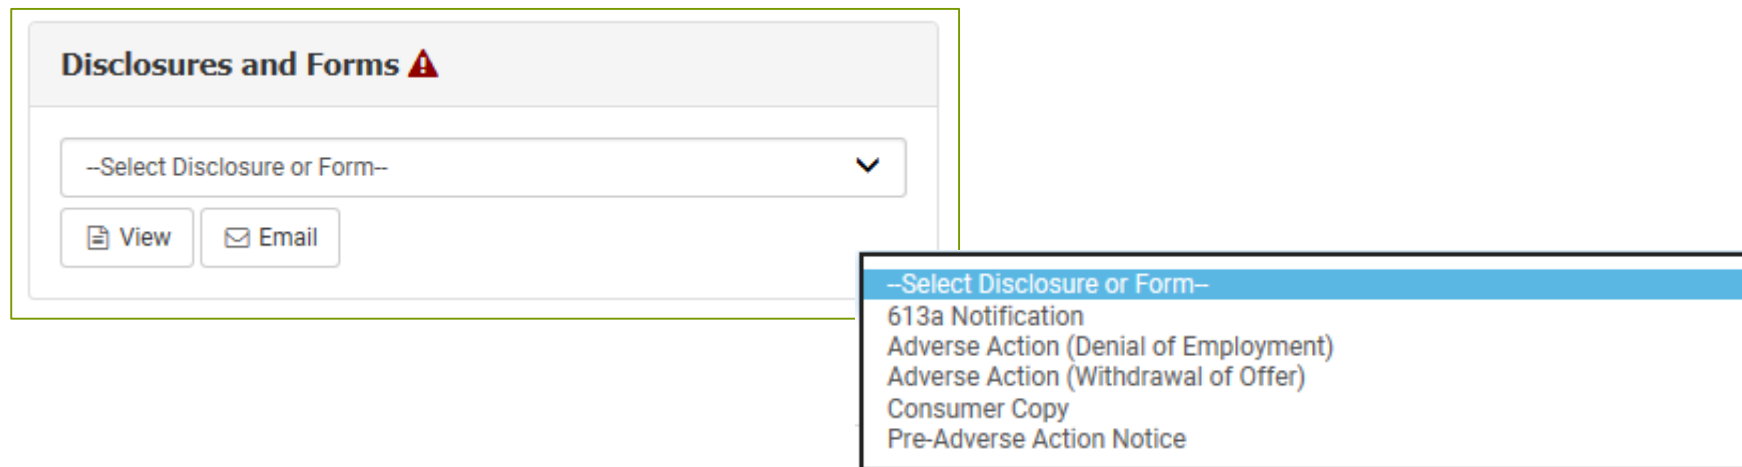 Disclosures and Forms
--Select Disclosure or Form--
View
Email
--Select Disclosure or Form--
613a Notification
Adverse Action (Denial of Employment)
Adverse Action (Withdrawal of Offer)
Consumer Copy
Pre-Adverse Action Notice